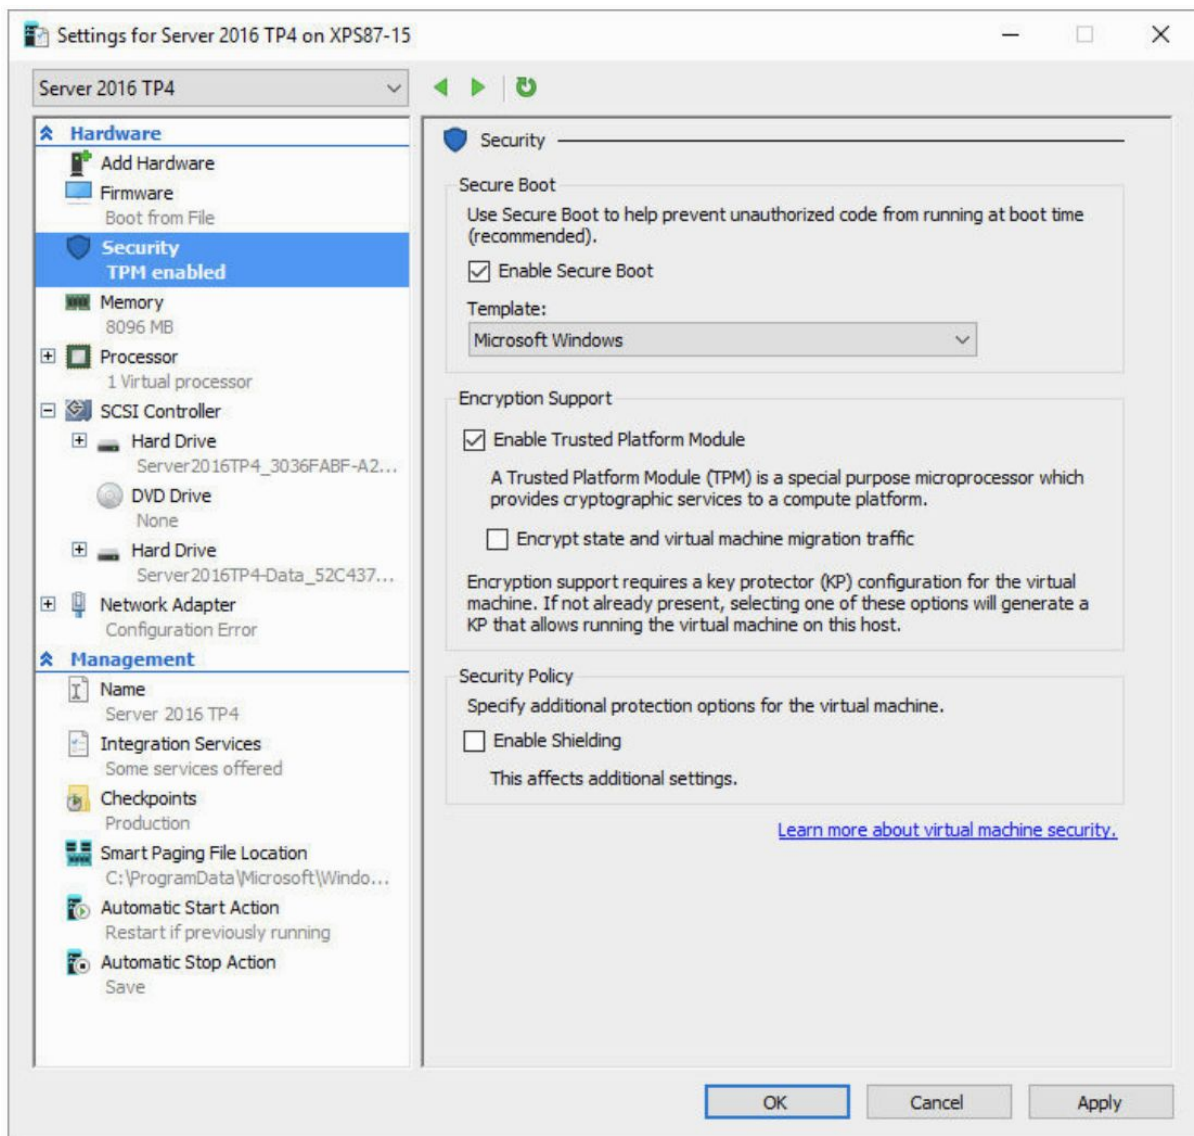 Settings for Server 2016 TP4 on XPS87-15
Server 2016 TP4
Hardware
Add Hardware
Firmware
Boot from File
Security
TPM enabled
Memory
8096 MB
Processor
1 Virtual processor
SCSI Controller
Hard Drive
Server2016TP4_3036FABF-A2...
DVD Drive
None
Hard Drive
Server2016TP4-Data_52C437...
Network Adapter
Configuration Error
Management
Name
Server 2016 TP4
Integration Services
Some services offered
Checkpoints
Production
Smart Paging File Location
C:\ProgramData\Microsoft\Windo...
Automatic Start Action
Restart if previously running
Automatic Stop Action
Save
Security
Secure Boot
Use Secure Boot to help prevent unauthorized code from running at boot time
(recommended).
Enable Secure Boot
Template:
Microsoft Windows
Encryption Support
Enable Trusted Platform Module
A Trusted Platform Module (TPM) is a special purpose microprocessor which
provides cryptographic services to a compute platform.
Encrypt state and virtual machine migration traffic
Encryption support requires a key protector (KP) configuration for the virtual
machine. If not already present, selecting one of these options will generate a
KP that allows running the virtual machine on this host.
Security Policy
Specify additional protection options for the virtual machine.
Enable Shielding
This affects additional settings.
Learn more about virtual machine security.
OK
Cancel
Apply